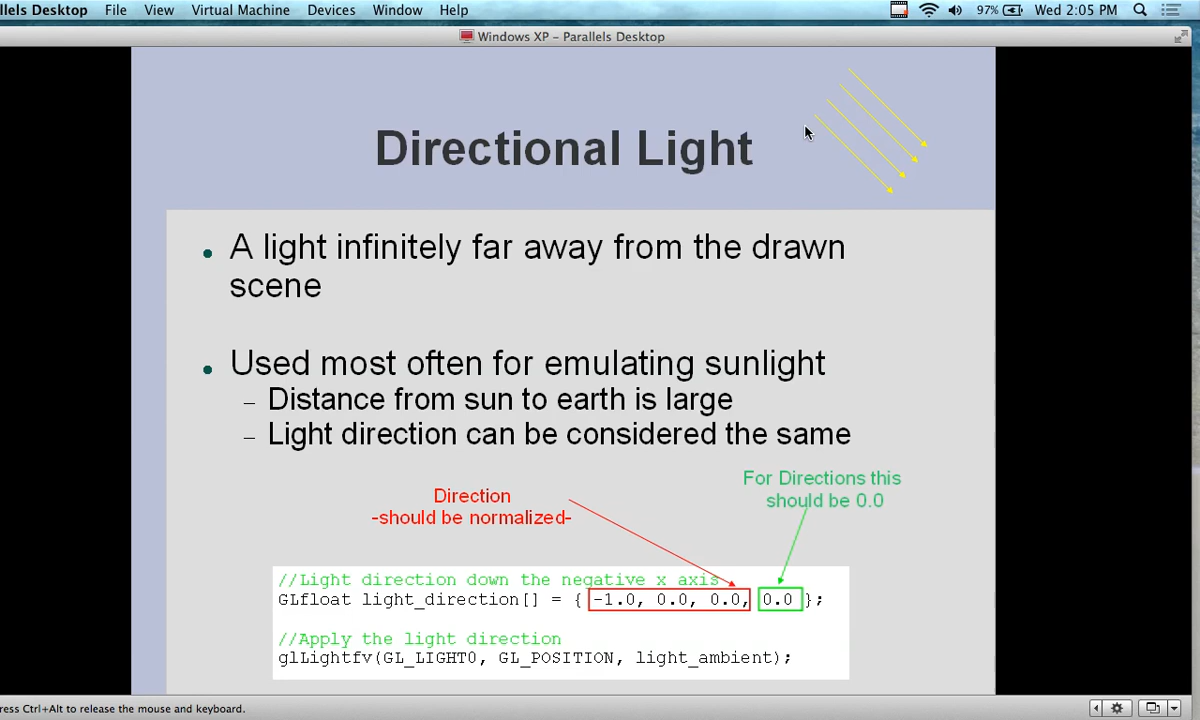 llels Desktop File View Virtual Machine Devices Window Help 97% Wed 2:05 PM
Windows XP – Parallels Desktop
Directional Light
• A light infinitely far away from the drawn
scene
• Used most often for emulating sunlight
– Distance from sun to earth is large
– Light direction can be considered the same
For Directions this
should be 0.0
Direction
-should be normalized-
//Light direction down the negative x axis
GLfloat light_direction[] = { -1.0, 0.0, 0.0, 0.0 };
//Apply the light direction
glLightfv(GL_LIGHT0, GL_POSITION, light_ambient);
ress Ctrl+Alt to release the mouse and keyboard.